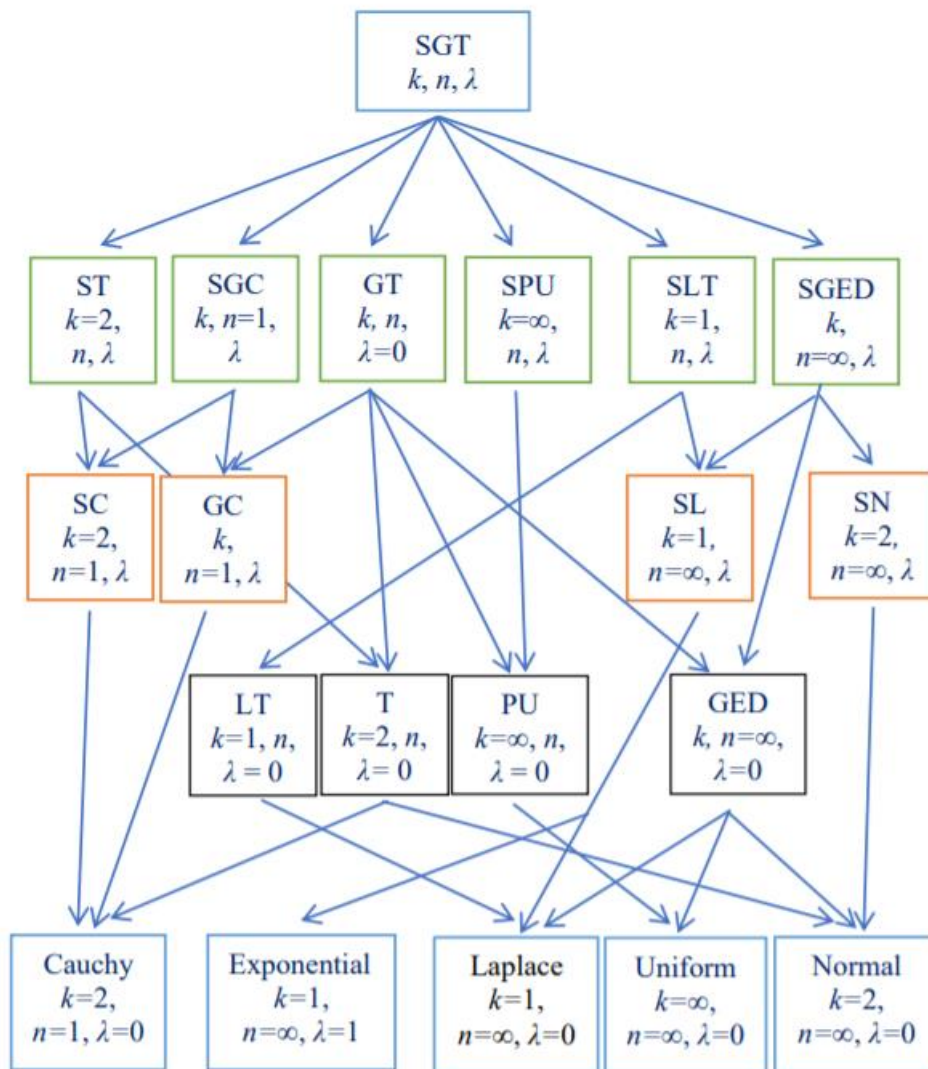 SGT
k, n, λ
ST
k=2,
n, λ
SGC
k, n=1,
λ
GT
k, n,
λ=0
SPU
k=∞,
n, λ
SLT
k=1,
n, λ
SGED
k,
n=∞, λ
SC
k=2,
n=1, λ
GC
k,
n=1, λ
SL
k=1,
n=∞, λ
SN
k=2,
n=∞, λ
LT
k=1, n,
λ = 0
T
k=2, n,
λ= 0
PU
k=∞, n,
λ = 0
GED
k, n=∞,
λ=0
Cauchy
k=2,
n=1, λ=0
Exponential
k=1,
n=∞, λ=1
Laplace
k=1,
n=∞, λ=0
Uniform
k=∞,
n=∞, λ=0
Normal
k=2,
n=∞, λ=0